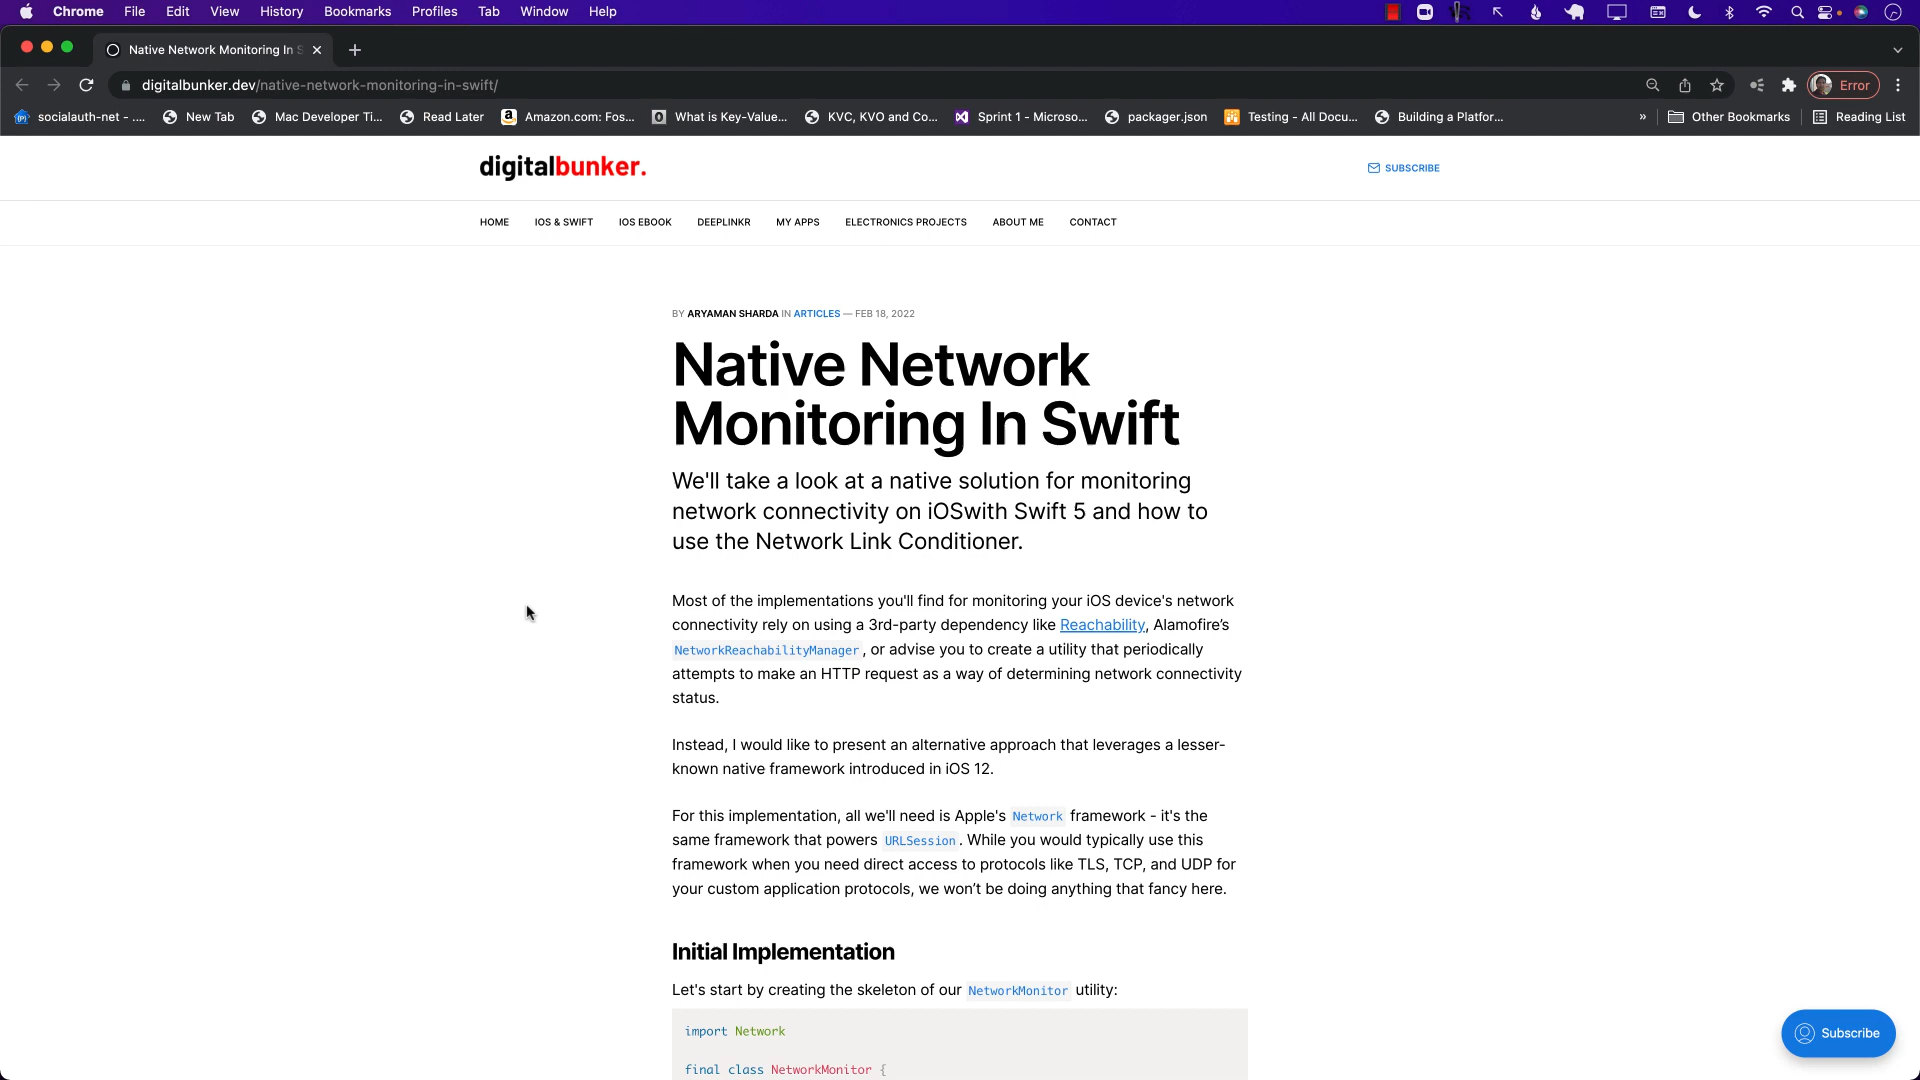 Chrome File Edit View History Bookmarks Profiles Tab Window Help
Native Network Monitoring In S
digitalbunker.dev/native-network-monitoring-in-swift/
Error
socialauth-net - .... New Tab Mac Developer Ti... Read Later Amazon.com: Fos... What is Key-Value... KVC, KVO and Co... Sprint 1 - Microso... packager.json Testing - All Docu... Building a Platfor... » Other Bookmarks Reading List
digitalbunker.
SUBSCRIBE
HOME IOS & SWIFT IOS EBOOK DEEPLINKR MY APPS ELECTRONICS PROJECTS ABOUT ME CONTACT
BY ARYAMAN SHARDA IN ARTICLES — FEB 18, 2022
Native Network
Monitoring In Swift
We'll take a look at a native solution for monitoring
network connectivity on iOSwith Swift 5 and how to
use the Network Link Conditioner.
Most of the implementations you'll find for monitoring your iOS device's network
connectivity rely on using a 3rd-party dependency like Reachability, Alamofire’s
NetworkReachabilityManager, or advise you to create a utility that periodically
attempts to make an HTTP request as a way of determining network connectivity
status.
Instead, I would like to present an alternative approach that leverages a lesser-
known native framework introduced in iOS 12.
For this implementation, all we'll need is Apple's Network framework - it's the
same framework that powers URLSession. While you would typically use this
framework when you need direct access to protocols like TLS, TCP, and UDP for
your custom application protocols, we won’t be doing anything that fancy here.
Initial Implementation
Let's start by creating the skeleton of our NetworkMonitor utility:
import Network
final class NetworkMonitor {
Subscribe